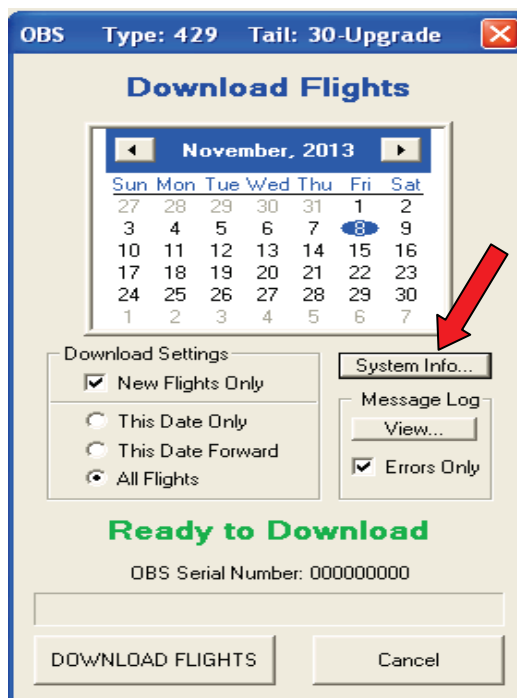 OBS Type: 429 Tail: 30-Upgrade
Download Flights
November, 2013
Sun Mon Tue Wed Thu Fri Sat
27 28 29 30 31 1 2
3 4 5 6 7 8 9
10 11 12 13 14 15 16
17 18 19 20 21 22 23
24 25 26 27 28 29 30
1 2 3 4 5 6 7
Download Settings
New Flights Only
This Date Only
This Date Forward
All Flights
System Info...
Message Log
View...
Errors Only
Ready to Download
OBS Serial Number: 000000000
DOWNLOAD FLIGHTS
Cancel